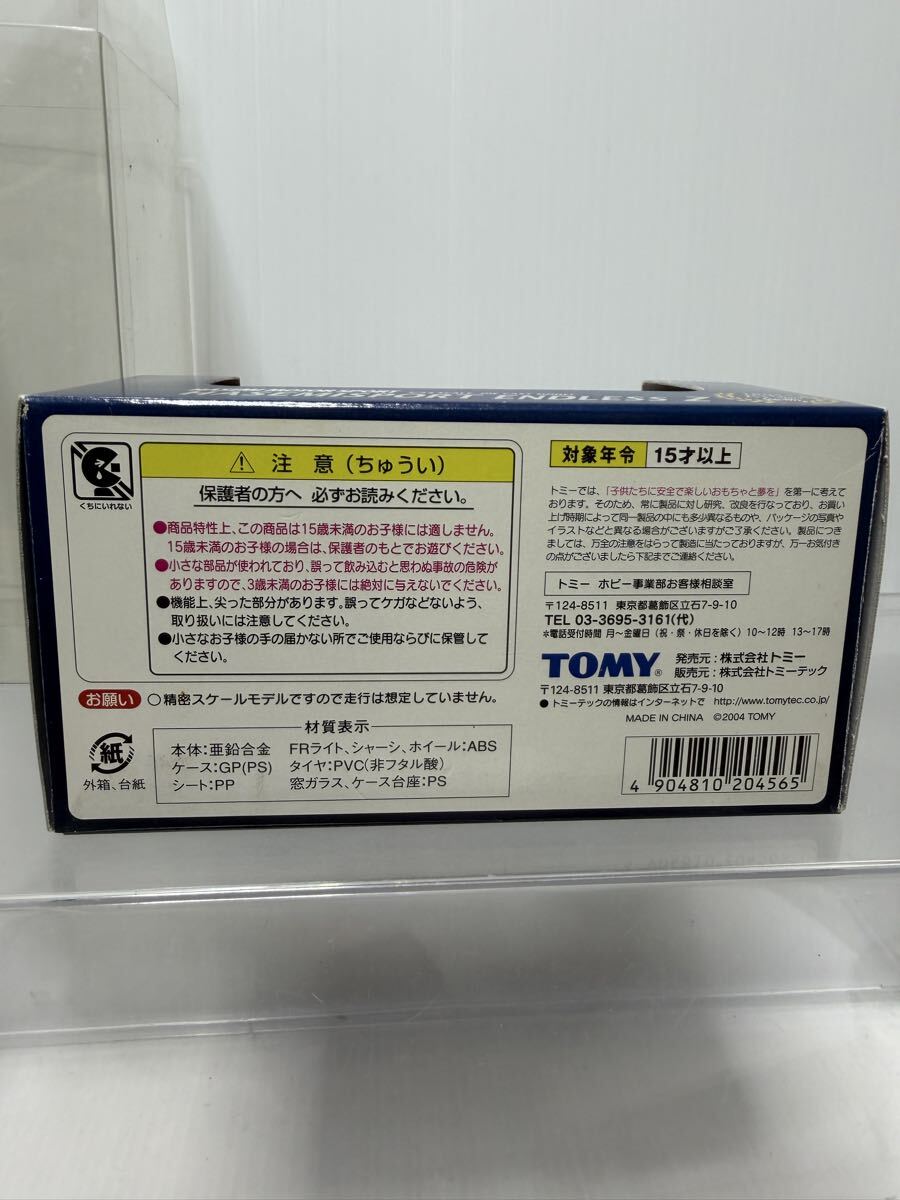 ENDLESS Z
くちにいれない
⚠ 注 意（ちゅうい）
保護者の方へ 必ずお読みください。
●商品特性上、この商品は15歳未満のお子様には適しません。
15歳未満のお子様の場合は、保護者のもとでお遊びください。
●小さな部品が使われており、誤って飲み込むと思わぬ事故の危険が
ありますので、3歳未満のお子様には絶対に与えないでください。
●機能上、尖った部分があります。誤ってケガなどないよう、
取り扱いには注意してください。
●小さなお子様の手の届かない所でご使用ならびに保管して
ください。
お願い ○精密スケールモデルですので走行は想定していません。
紙
外箱、台紙
材質表示
本体：亜鉛合金 FRライト、シャーシ、ホイール：ABS
ケース：GP（PS） タイヤ：PVC（非フタル酸）
シート：PP 窓ガラス、ケース台座：PS
対象年令 15才以上
トミーでは、「子供たちに安全で楽しいおもちゃと夢を」を第一に考えて
おります。そのため、常に製品に対し研究、改良を行なっており、お買い
上げ時期によって同一製品の中にも多少異なるものや、パッケージの写真や
イラストなどと異なる場合がございますがご了承ください。製品につき
ましては、万全の注意をはらって製造に当たっておりますが、万一お気付き
の点がございましたら下記までご連絡ください。
トミー ホビー事業部お客様相談室
〒124-8511 東京都葛飾区立石7-9-10
TEL 03-3695-3161(代)
＊電話受付時間 月〜金曜日（祝・祭・休日を除く）10〜12時 13〜17時
TOMY® 発売元：株式会社トミー
販売元：株式会社トミーテック
〒124-8511 東京都葛飾区立石7-9-10
●トミーテックの情報はインターネットで http://www.tomytec.co.jp/
MADE IN CHINA ©2004 TOMY
4 904810 204565